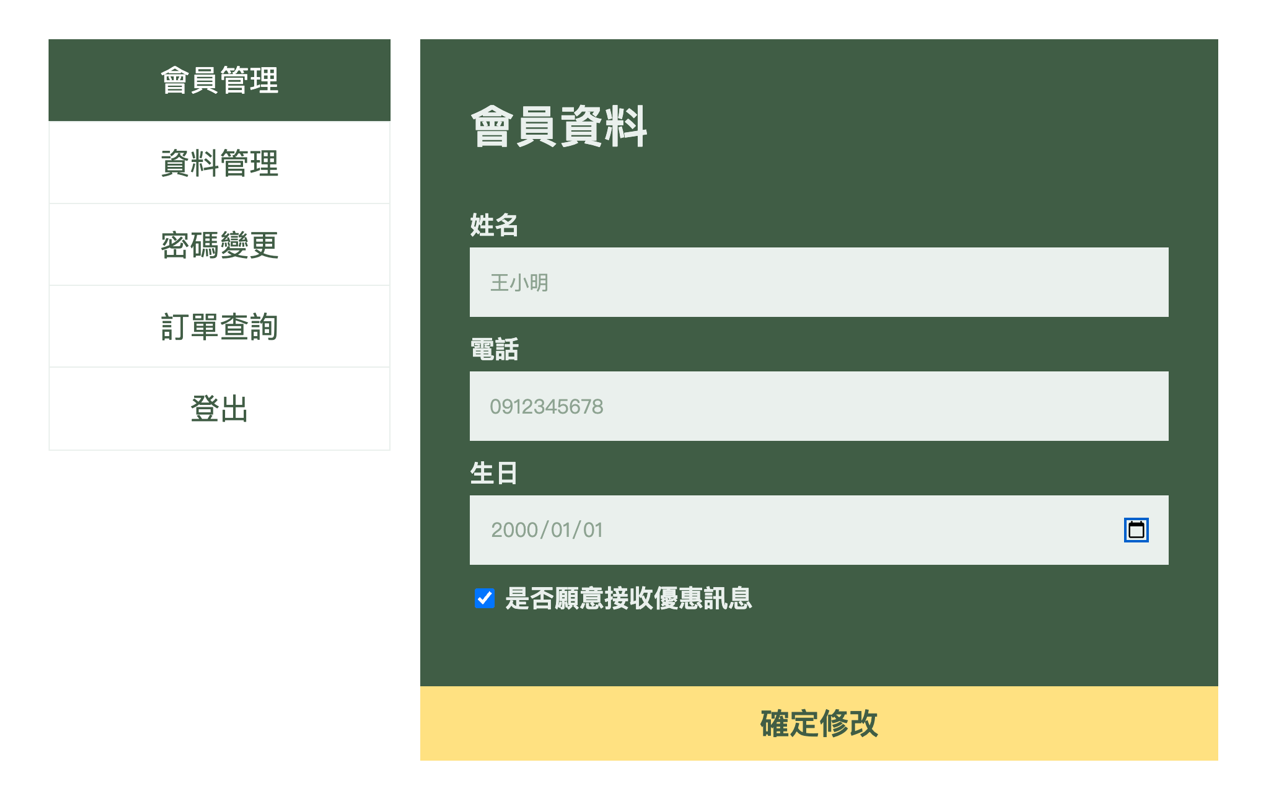 會員管理
資料管理
密碼變更
訂單查詢
登出
會員資料
姓名
王小明
電話
0912345678
生日
2000/01/01
是否願意接收優惠訊息
確定修改